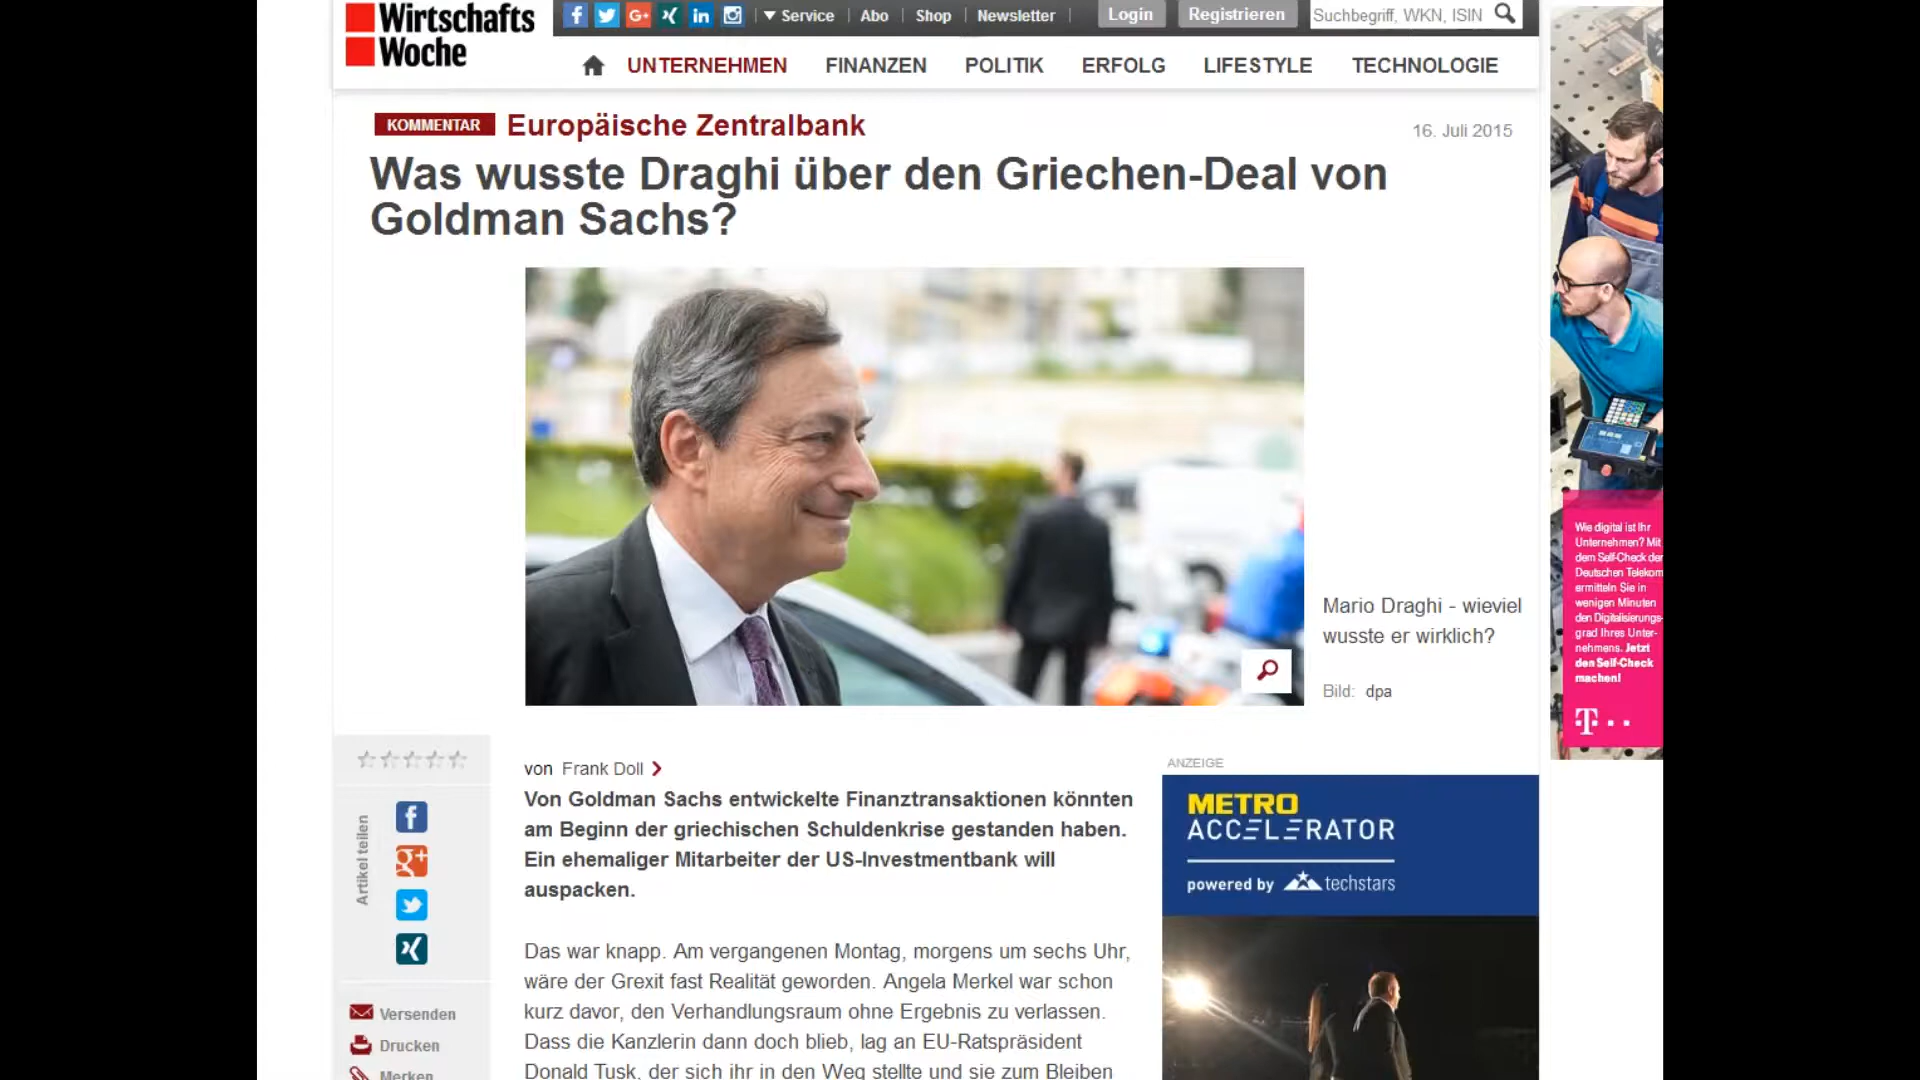 Wirtschafts
Woche
Service
Abo
Shop
Newsletter
Login
Registrieren
Suchbegriff, WKN, ISIN
UNTERNEHMEN
FINANZEN
POLITIK
ERFOLG
LIFESTYLE
TECHNOLOGIE
KOMMENTAR Europäische Zentralbank
16. Juli 2015
Was wusste Draghi über den Griechen-Deal von
Goldman Sachs?
Mario Draghi - wieviel
wusste er wirklich?
Bild: dpa
Wie digital ist Ihr
Unternehmen? Mit
dem Self-Check der
Deutschen Telekom
ermitteln Sie in
wenigen Minuten
den Digitalisierungs-
grad Ihres Unter-
nehmens. Jetzt
den Self-Check
machen!
T
Artikel teilen
Versenden
Drucken
Merken
von Frank Doll
Von Goldman Sachs entwickelte Finanztransaktionen könnten
am Beginn der griechischen Schuldenkrise gestanden haben.
Ein ehemaliger Mitarbeiter der US-Investmentbank will
auspacken.
Das war knapp. Am vergangenen Montag, morgens um sechs Uhr,
wäre der Grexit fast Realität geworden. Angela Merkel war schon
kurz davor, den Verhandlungsraum ohne Ergebnis zu verlassen.
Dass die Kanzlerin dann doch blieb, lag an EU-Ratspräsident
Donald Tusk, der sich ihr in den Weg stellte und sie zum Bleiben
ANZEIGE
METRO
ACCELERATOR
powered by techstars